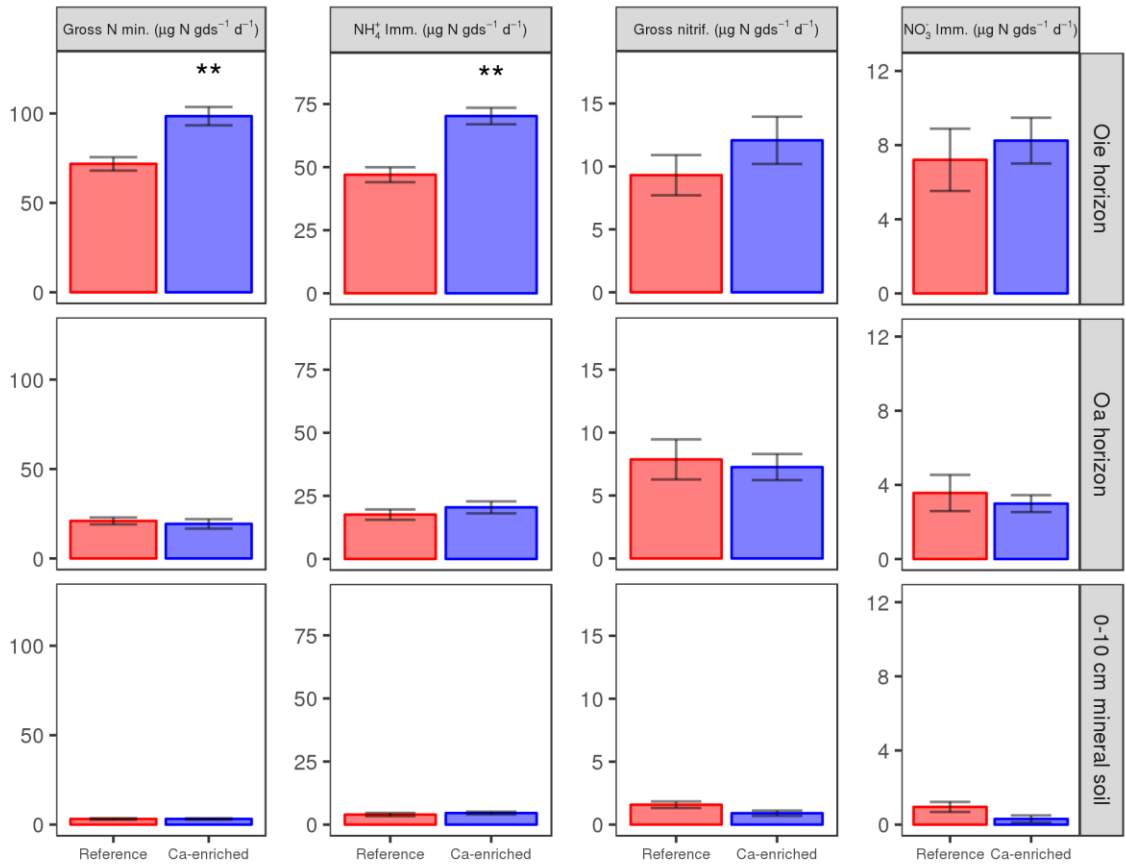 Gross N min. (µg N gds⁻¹ d⁻¹)
NH₄⁺ Imm. (µg N gds⁻¹ d⁻¹)
Gross nitrif. (µg N gds⁻¹ d⁻¹)
NO₃⁻ Imm. (µg N gds⁻¹ d⁻¹)
** **
100 75 15 12
50 50 10 8
25 5 4
0 0 0 0
Oie horizon
100 75 15 12
50 50 10 8
25 5 4
0 0 0 0
Oa horizon
100 75 15 12
50 50 10 8
25 5 4
0 0 0 0
0-10 cm mineral soil
Reference Ca-enriched Reference Ca-enriched Reference Ca-enriched Reference Ca-enriched